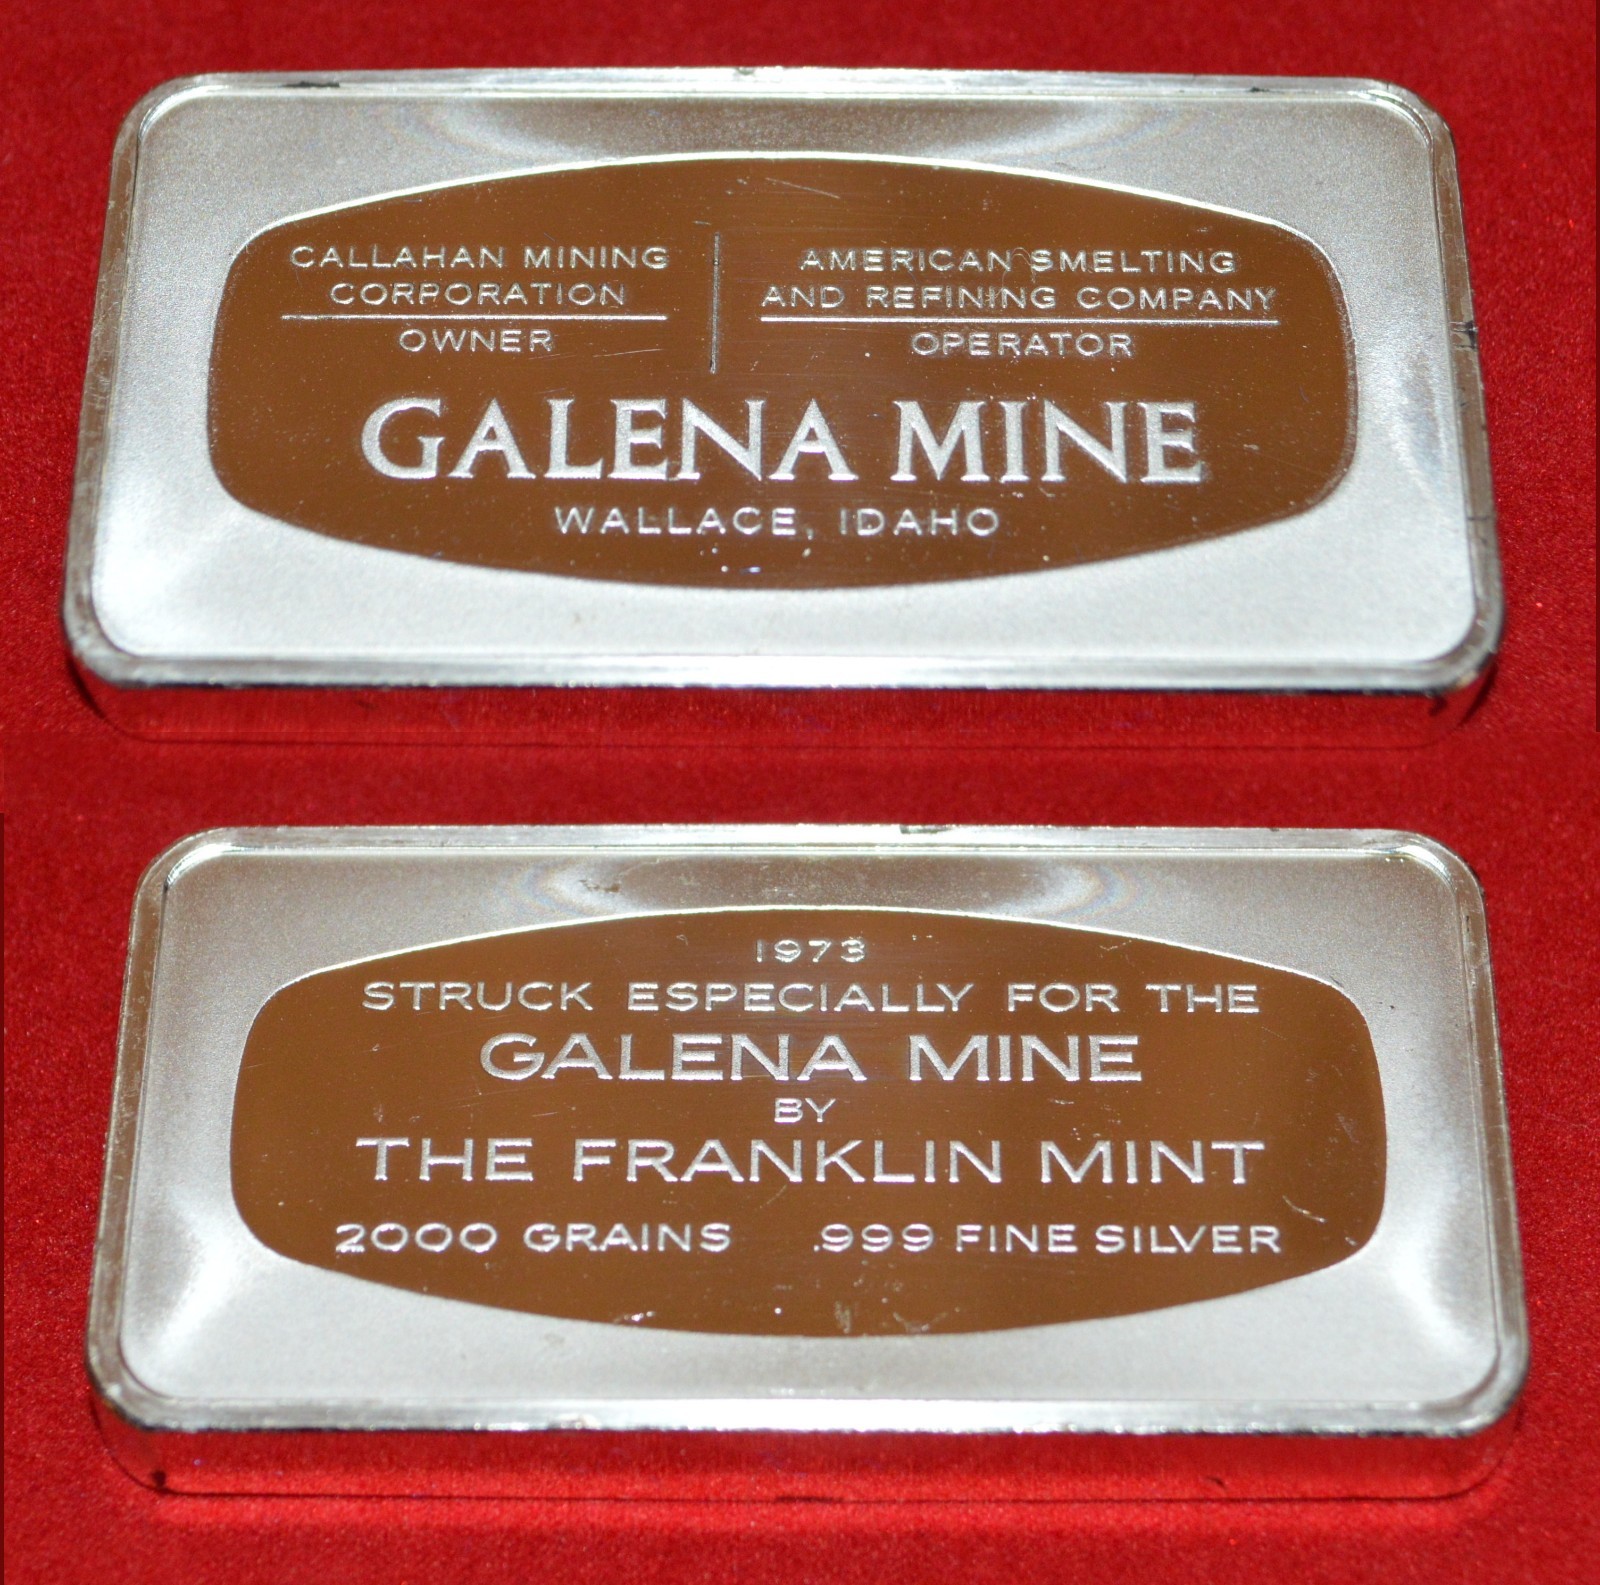 CALLAHAN MINING
CORPORATION
OWNER
AMERICAN SMELTING
AND REFINING COMPANY
OPERATOR
GALENA MINE
WALLACE, IDAHO
1973
STRUCK ESPECIALLY FOR THE
GALENA MINE
BY
THE FRANKLIN MINT
2000 GRAINS .999 FINE SILVER